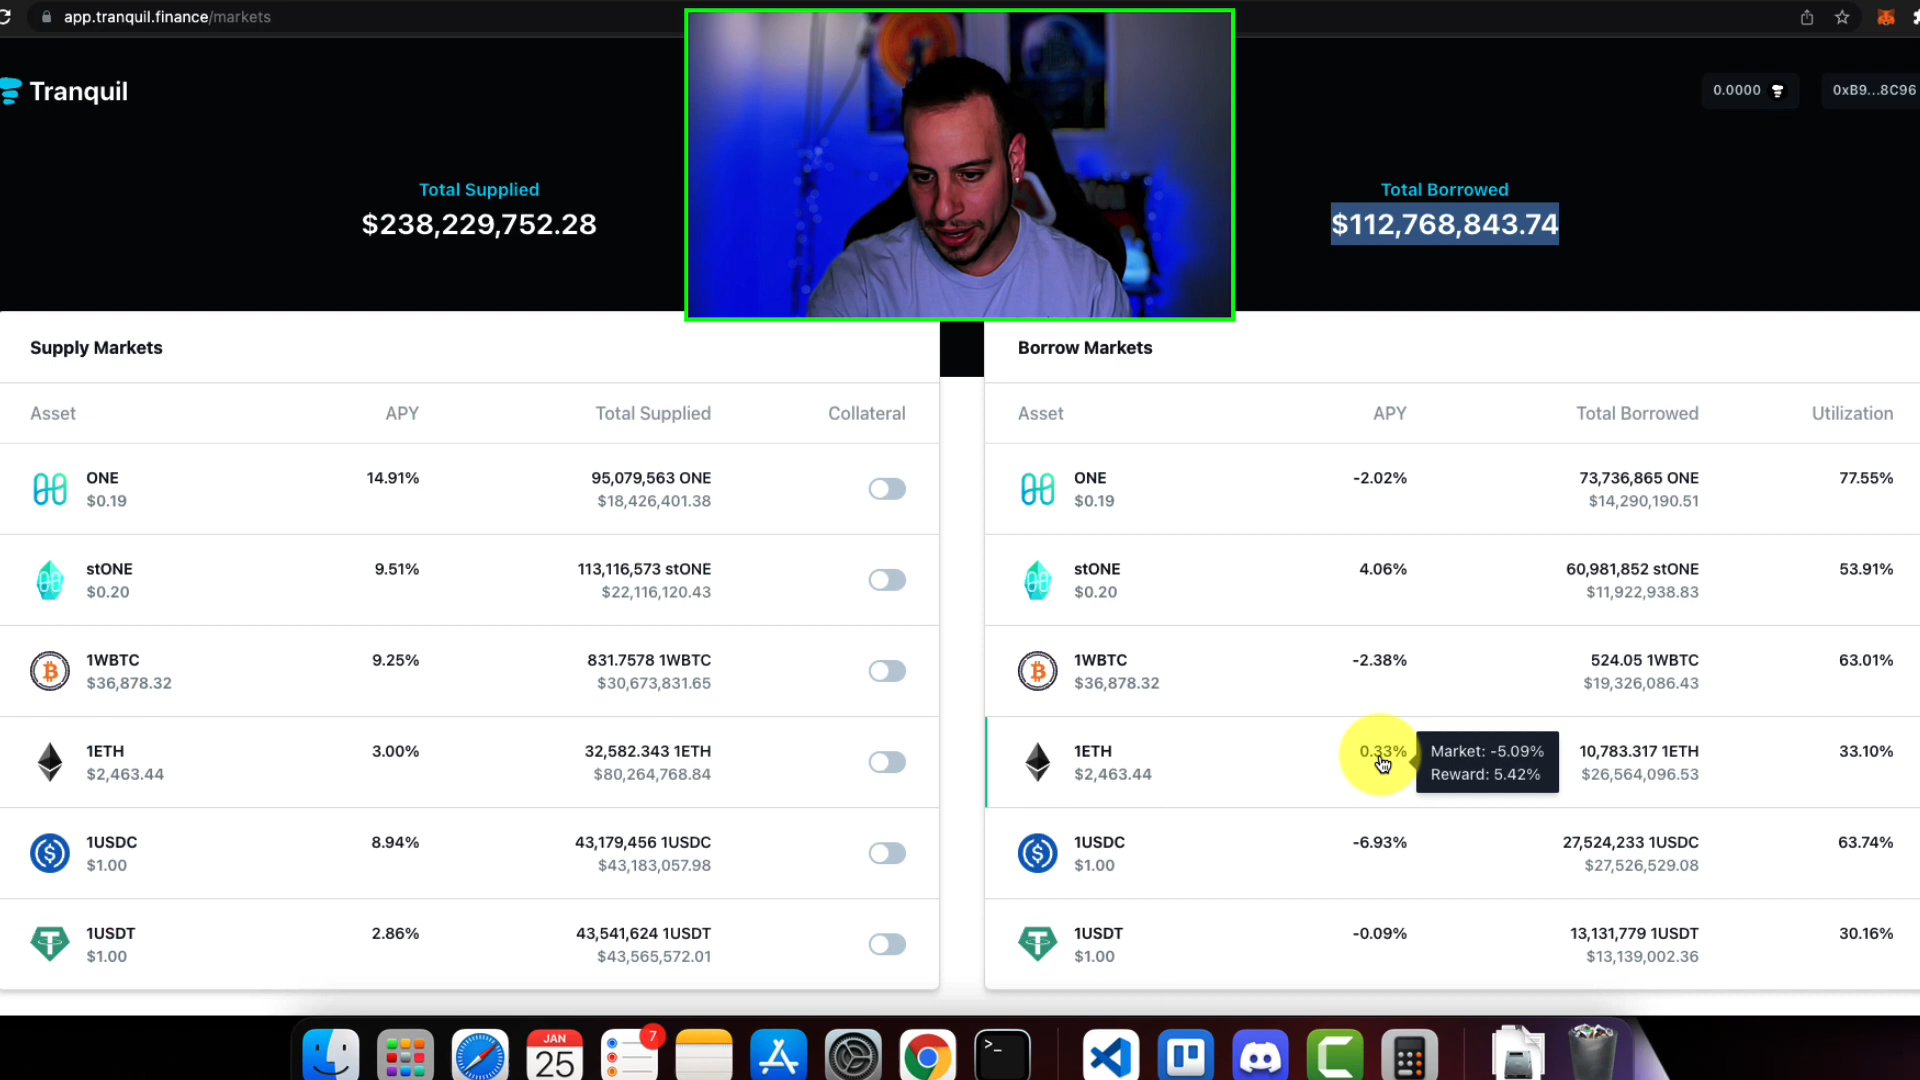 app.tranquil.finance/markets
Tranquil
0.0000
0xB9...8C96
Total Supplied
$238,229,752.28
Total Borrowed
$112,768,843.74
Supply Markets
Asset APY Total Supplied Collateral
ONE 14.91% 95,079,563 ONE
$0.19 $18,426,401.38
stONE 9.51% 113,116,573 stONE
$0.20 $22,116,120.43
1WBTC 9.25% 831.7578 1WBTC
$36,878.32 $30,673,831.65
1ETH 3.00% 32,582.343 1ETH
$2,463.44 $80,264,768.84
1USDC 8.94% 43,179,456 1USDC
$1.00 $43,183,057.98
1USDT 2.86% 43,541,624 1USDT
$1.00 $43,565,572.01
Borrow Markets
Asset APY Total Borrowed Utilization
ONE -2.02% 73,736,865 ONE 77.55%
$0.19 $14,290,190.51
stONE 4.06% 60,981,852 stONE 53.91%
$0.20 $11,922,938.83
1WBTC -2.38% 524.05 1WBTC 63.01%
$36,878.32 $19,326,086.43
1ETH 0.33% Market: -5.09% 10,783.317 1ETH 33.10%
$2,463.44 Reward: 5.42% $26,564,096.53
1USDC -6.93% 27,524,233 1USDC 63.74%
$1.00 $27,526,529.08
1USDT -0.09% 13,131,779 1USDT 30.16%
$1.00 $13,139,002.36
JAN
25
7
>_